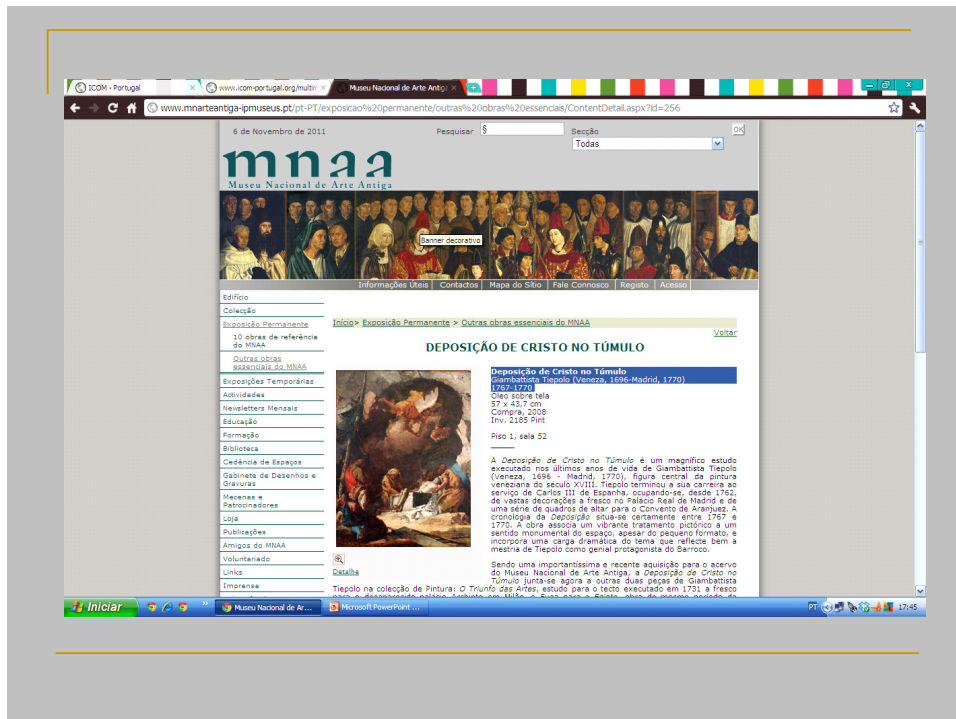 ICOM - Portugal
www.icom-portugal.org/multim
Museu Nacional de Arte Antiga
www.mnarteantiga-ipmuseus.pt/pt-PT/exposicao%20permanente/outras%20obras%20essenciais/ContentDetail.aspx?id=256
6 de Novembro de 2011 Pesquisar § Secção OK
Todas
mnaa
Museu Nacional de Arte Antiga
Banner decorativo
Informações Úteis Contactos Mapa do Sítio Fale Connosco Registo Acesso
Edifício
Colecção
Exposição Permanente
10 obras de referência
do MNAA
Outras obras
essenciais do MNAA
Exposições Temporárias
Actividades
Newsletters Mensais
Educação
Formação
Biblioteca
Cedência de Espaços
Gabinete de Desenhos e
Gravuras
Mecenas e
Patrocinadores
Loja
Publicações
Amigos do MNAA
Voluntariado
Links
Imprensa
Início> Exposição Permanente > Outras obras essenciais do MNAA
Voltar
DEPOSIÇÃO DE CRISTO NO TÚMULO
Deposição de Cristo no Túmulo
Giambattista Tiepolo (Veneza, 1696-Madrid, 1770)
1767-1770
Óleo sobre tela
57 x 43,7 cm
Compra, 2008
Inv. 2185 Pint
Piso 1, sala 52
A Deposição de Cristo no Túmulo é um magnífico estudo
executado nos últimos anos de vida de Giambattista Tiepolo
(Veneza, 1696 - Madrid, 1770), figura central da pintura
veneziana do século XVIII. Tiepolo terminou a sua carreira ao
serviço de Carlos III de Espanha, ocupando-se, desde 1762,
de vastas decorações a fresco no Palácio Real de Madrid e de
uma série de quadros de altar para o Convento de Aranjuez. A
cronologia da Deposição situa-se certamente entre 1767 e
1770. A obra associa um vibrante tratamento pictórico a um
sentido monumental do espaço, apesar do pequeno formato, e
incorpora uma carga dramática do tema que reflecte bem a
mestria de Tiepolo como genial protagonista do Barroco.
Detalhe
Sendo uma importantíssima e recente aquisição para o acervo
do Museu Nacional de Arte Antiga, a Deposição de Cristo no
Túmulo junta-se agora a outras duas peças de Giambattista
Tiepolo na colecção de Pintura: O Triunfo das Artes, estudo para o tecto executado em 1731 a fresco
para o desaparecido palácio Archinto em Milão, e Fuga para o Egipto, obra do mesmo período da
Iniciar
Museu Nacional de Ar...
Microsoft PowerPoint ...
PT
17:45